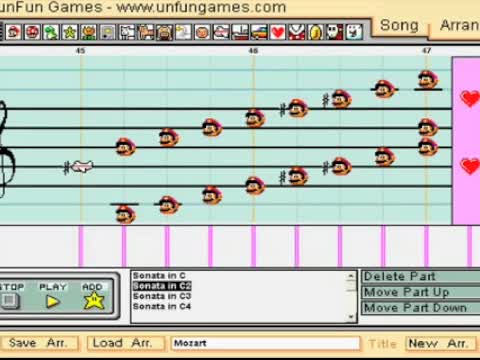 unFun Games - www.unfungames.com
Song Arran
45 46 47
STOP PLAY ADD
Sonata in C
Sonata in C2
Sonata in C3
Sonata in C4
Delete Part
Move Part Up
Move Part Down
Save Arr. Load Arr. Mozart Title New Arr.